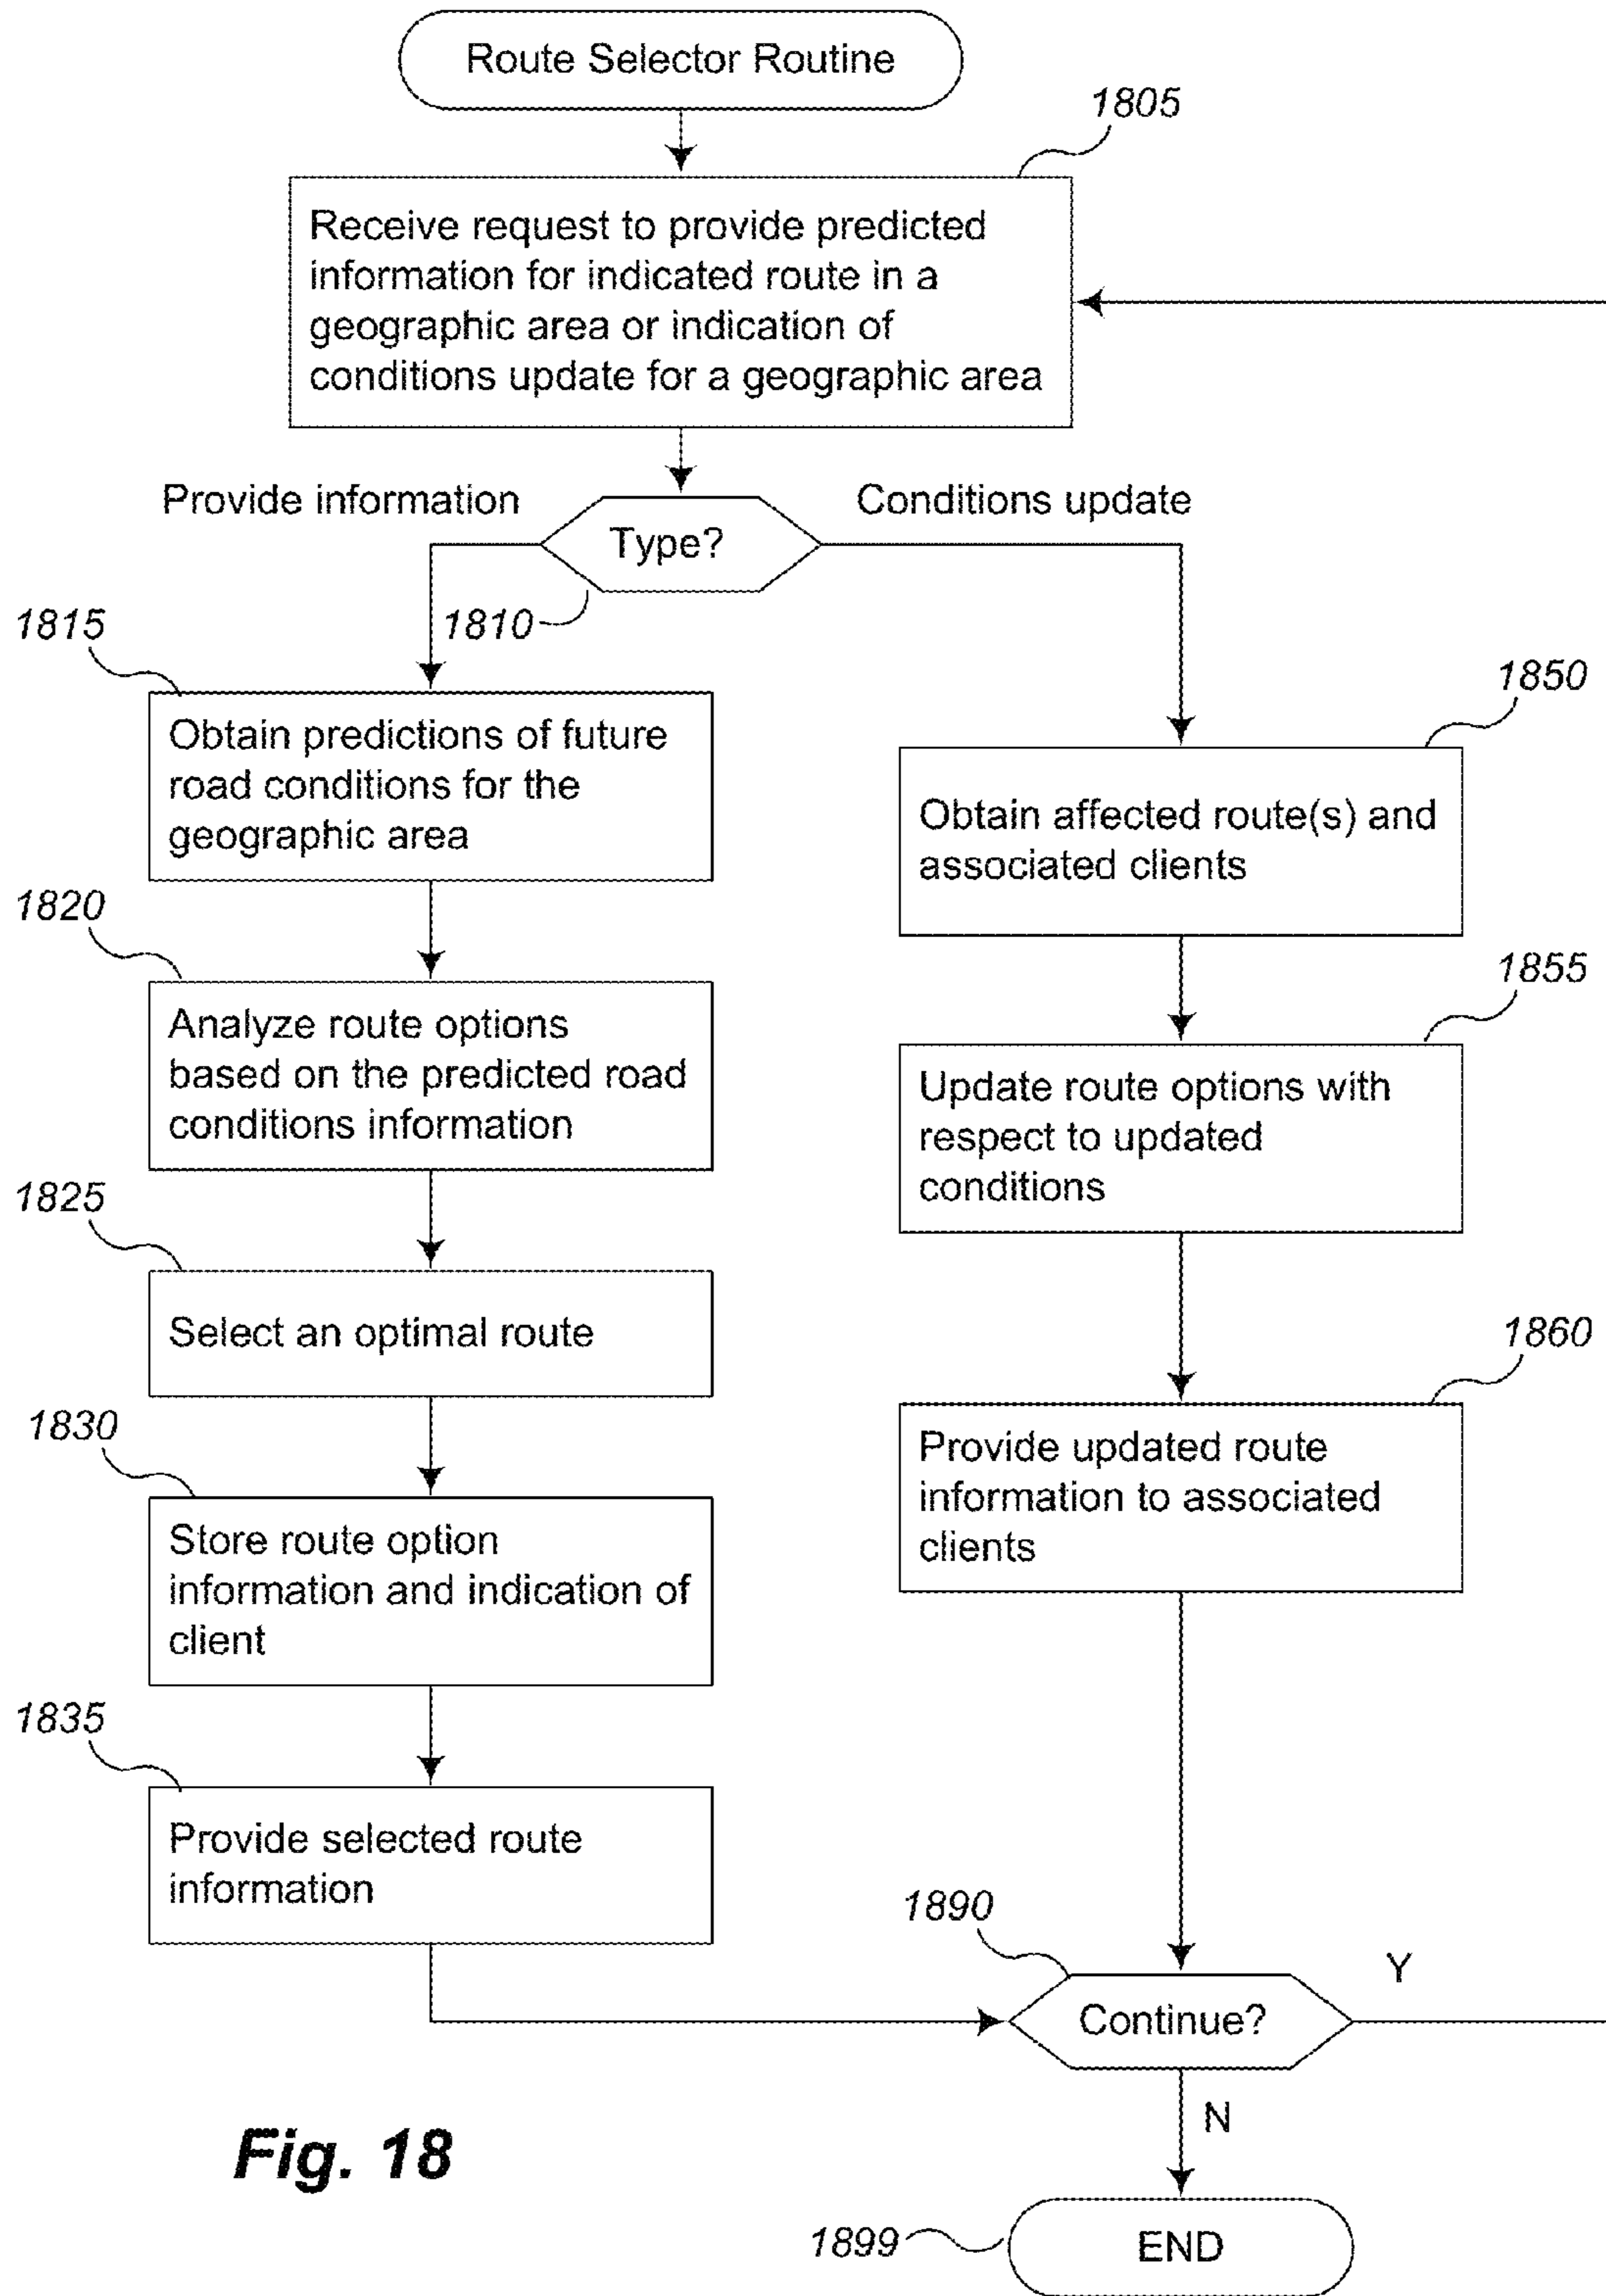 Route Selector Routine
1805
Receive request to provide predicted
information for indicated route in a
geographic area or indication of
conditions update for a geographic area
Provide information
Conditions update
Type?
1810
1815
Obtain predictions of future
road conditions for the
geographic area
1820
Analyze route options
based on the predicted road
conditions information
1825
Select an optimal route
1830
Store route option
information and indication of
client
1835
Provide selected route
information
1850
Obtain affected route(s) and
associated clients
1855
Update route options with
respect to updated
conditions
1860
Provide updated route
information to associated
clients
1890
Continue?
Y
N
1899
END
Fig. 18